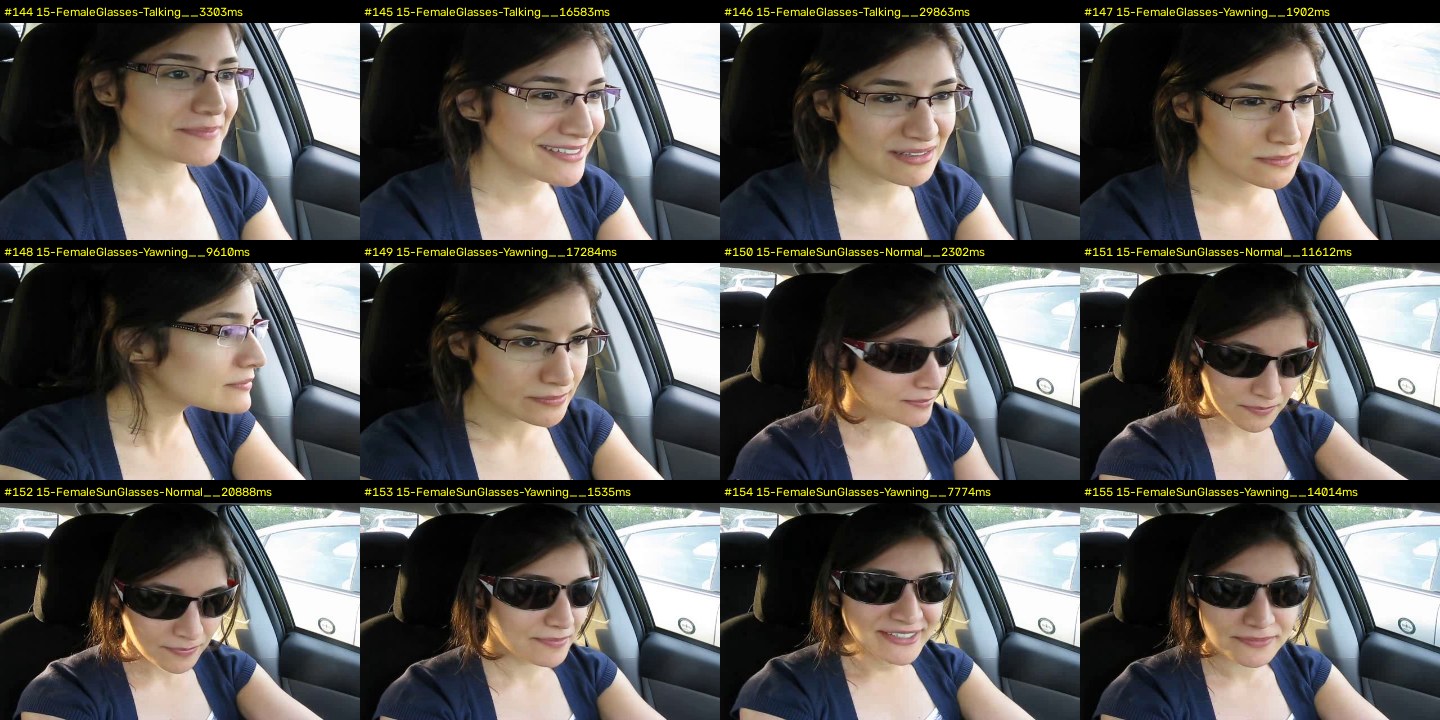 #144 15-FemaleGlasses-Talking__3303ms
#145 15-FemaleGlasses-Talking__16583ms
#146 15-FemaleGlasses-Talking__29863ms
#147 15-FemaleGlasses-Yawning__1902ms
#148 15-FemaleGlasses-Yawning__9610ms
#149 15-FemaleGlasses-Yawning__17284ms
#150 15-FemaleSunGlasses-Normal__2302ms
#151 15-FemaleSunGlasses-Normal__11612ms
#152 15-FemaleSunGlasses-Normal__20888ms
#153 15-FemaleSunGlasses-Yawning__1535ms
#154 15-FemaleSunGlasses-Yawning__7774ms
#155 15-FemaleSunGlasses-Yawning__14014ms